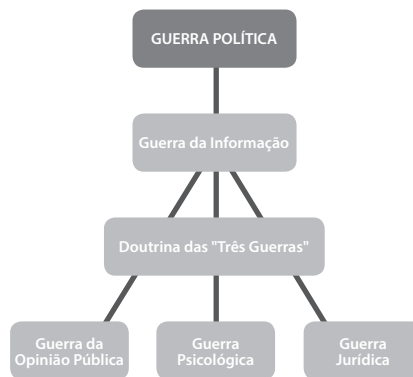 GUERRA POLÍTICA
Guerra da Informação
Doutrina das "Três Guerras"
Guerra da
Opinião Pública
Guerra
Psicológica
Guerra
Jurídica